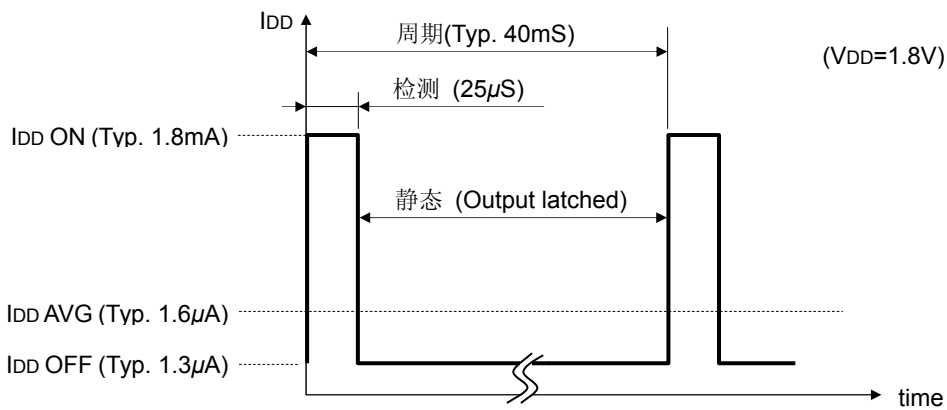 IDD
周期(Typ. 40mS)
(VDD=1.8V)
检测 (25µS)
IDD ON (Typ. 1.8mA)
静态 (Output latched)
IDD AVG (Typ. 1.6µA)
IDD OFF (Typ. 1.3µA)
time